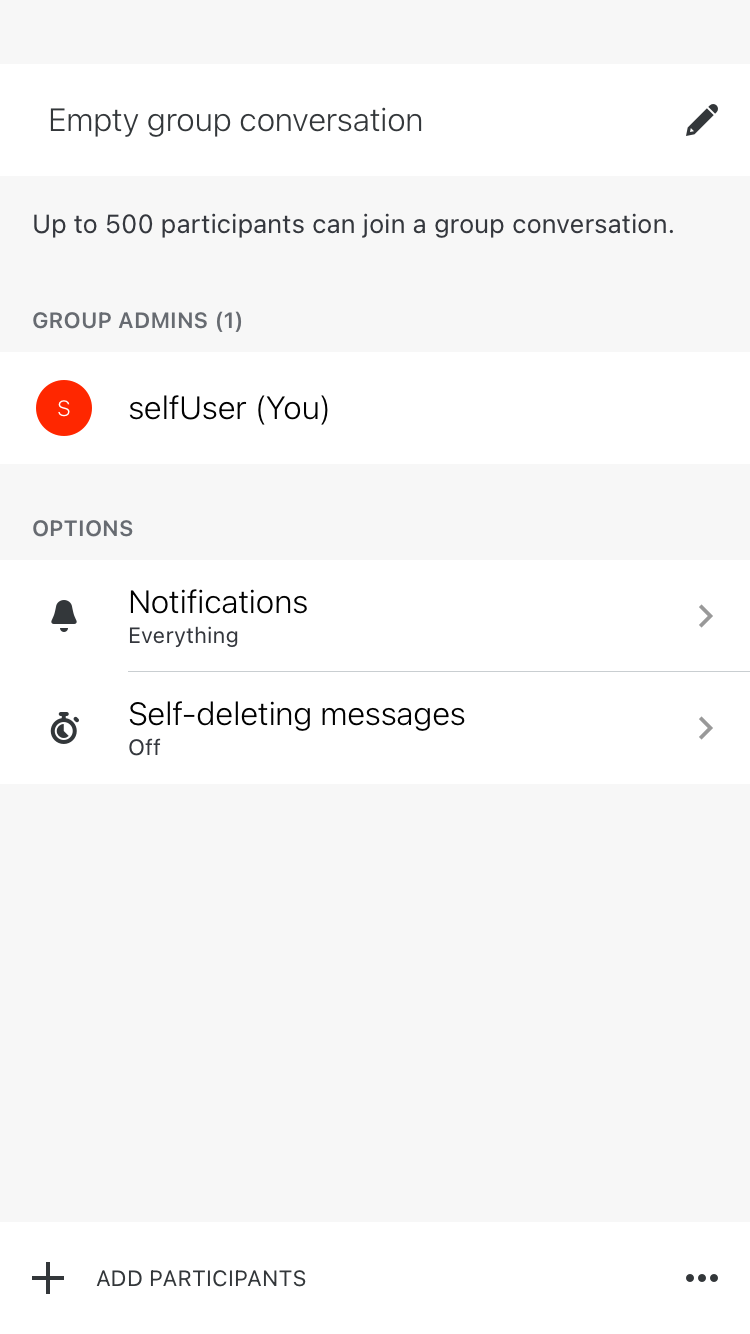 Empty group conversation
Up to 500 participants can join a group conversation.
GROUP ADMINS (1)
S
selfUser (You)
OPTIONS
Notifications
Everything
Self-deleting messages
Off
ADD PARTICIPANTS